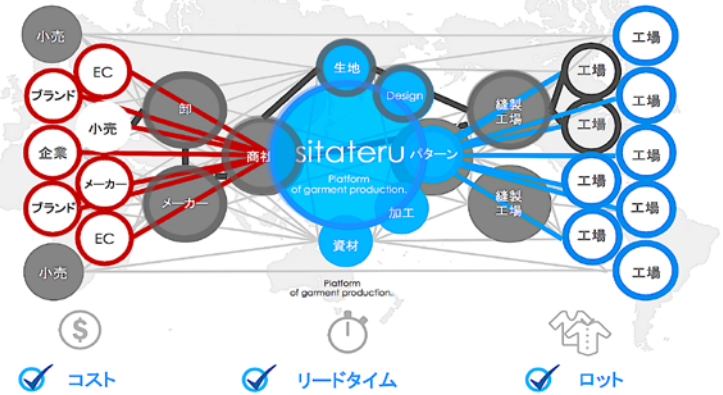 小売
EC
ブランド
小売
企業
メーカー
ブランド
EC
小売
卸
メーカー
商社
生地
Design
sitateru
Platform
of garment production.
パターン
加工
資材
縫製
工場
縫製
工場
工場
工場
工場
工場
工場
工場
工場
工場
工場
Platform
of garment production.
$
コスト
リードタイム
ロット